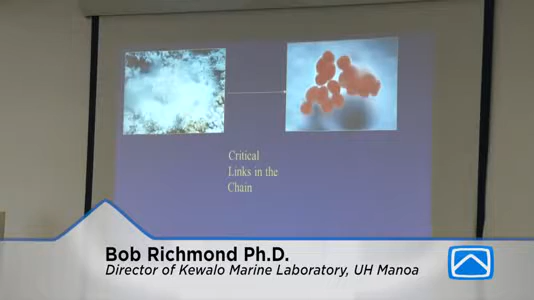 Critical
Links in the
Chain
Bob Richmond Ph.D.
Director of Kewalo Marine Laboratory, UH Manoa